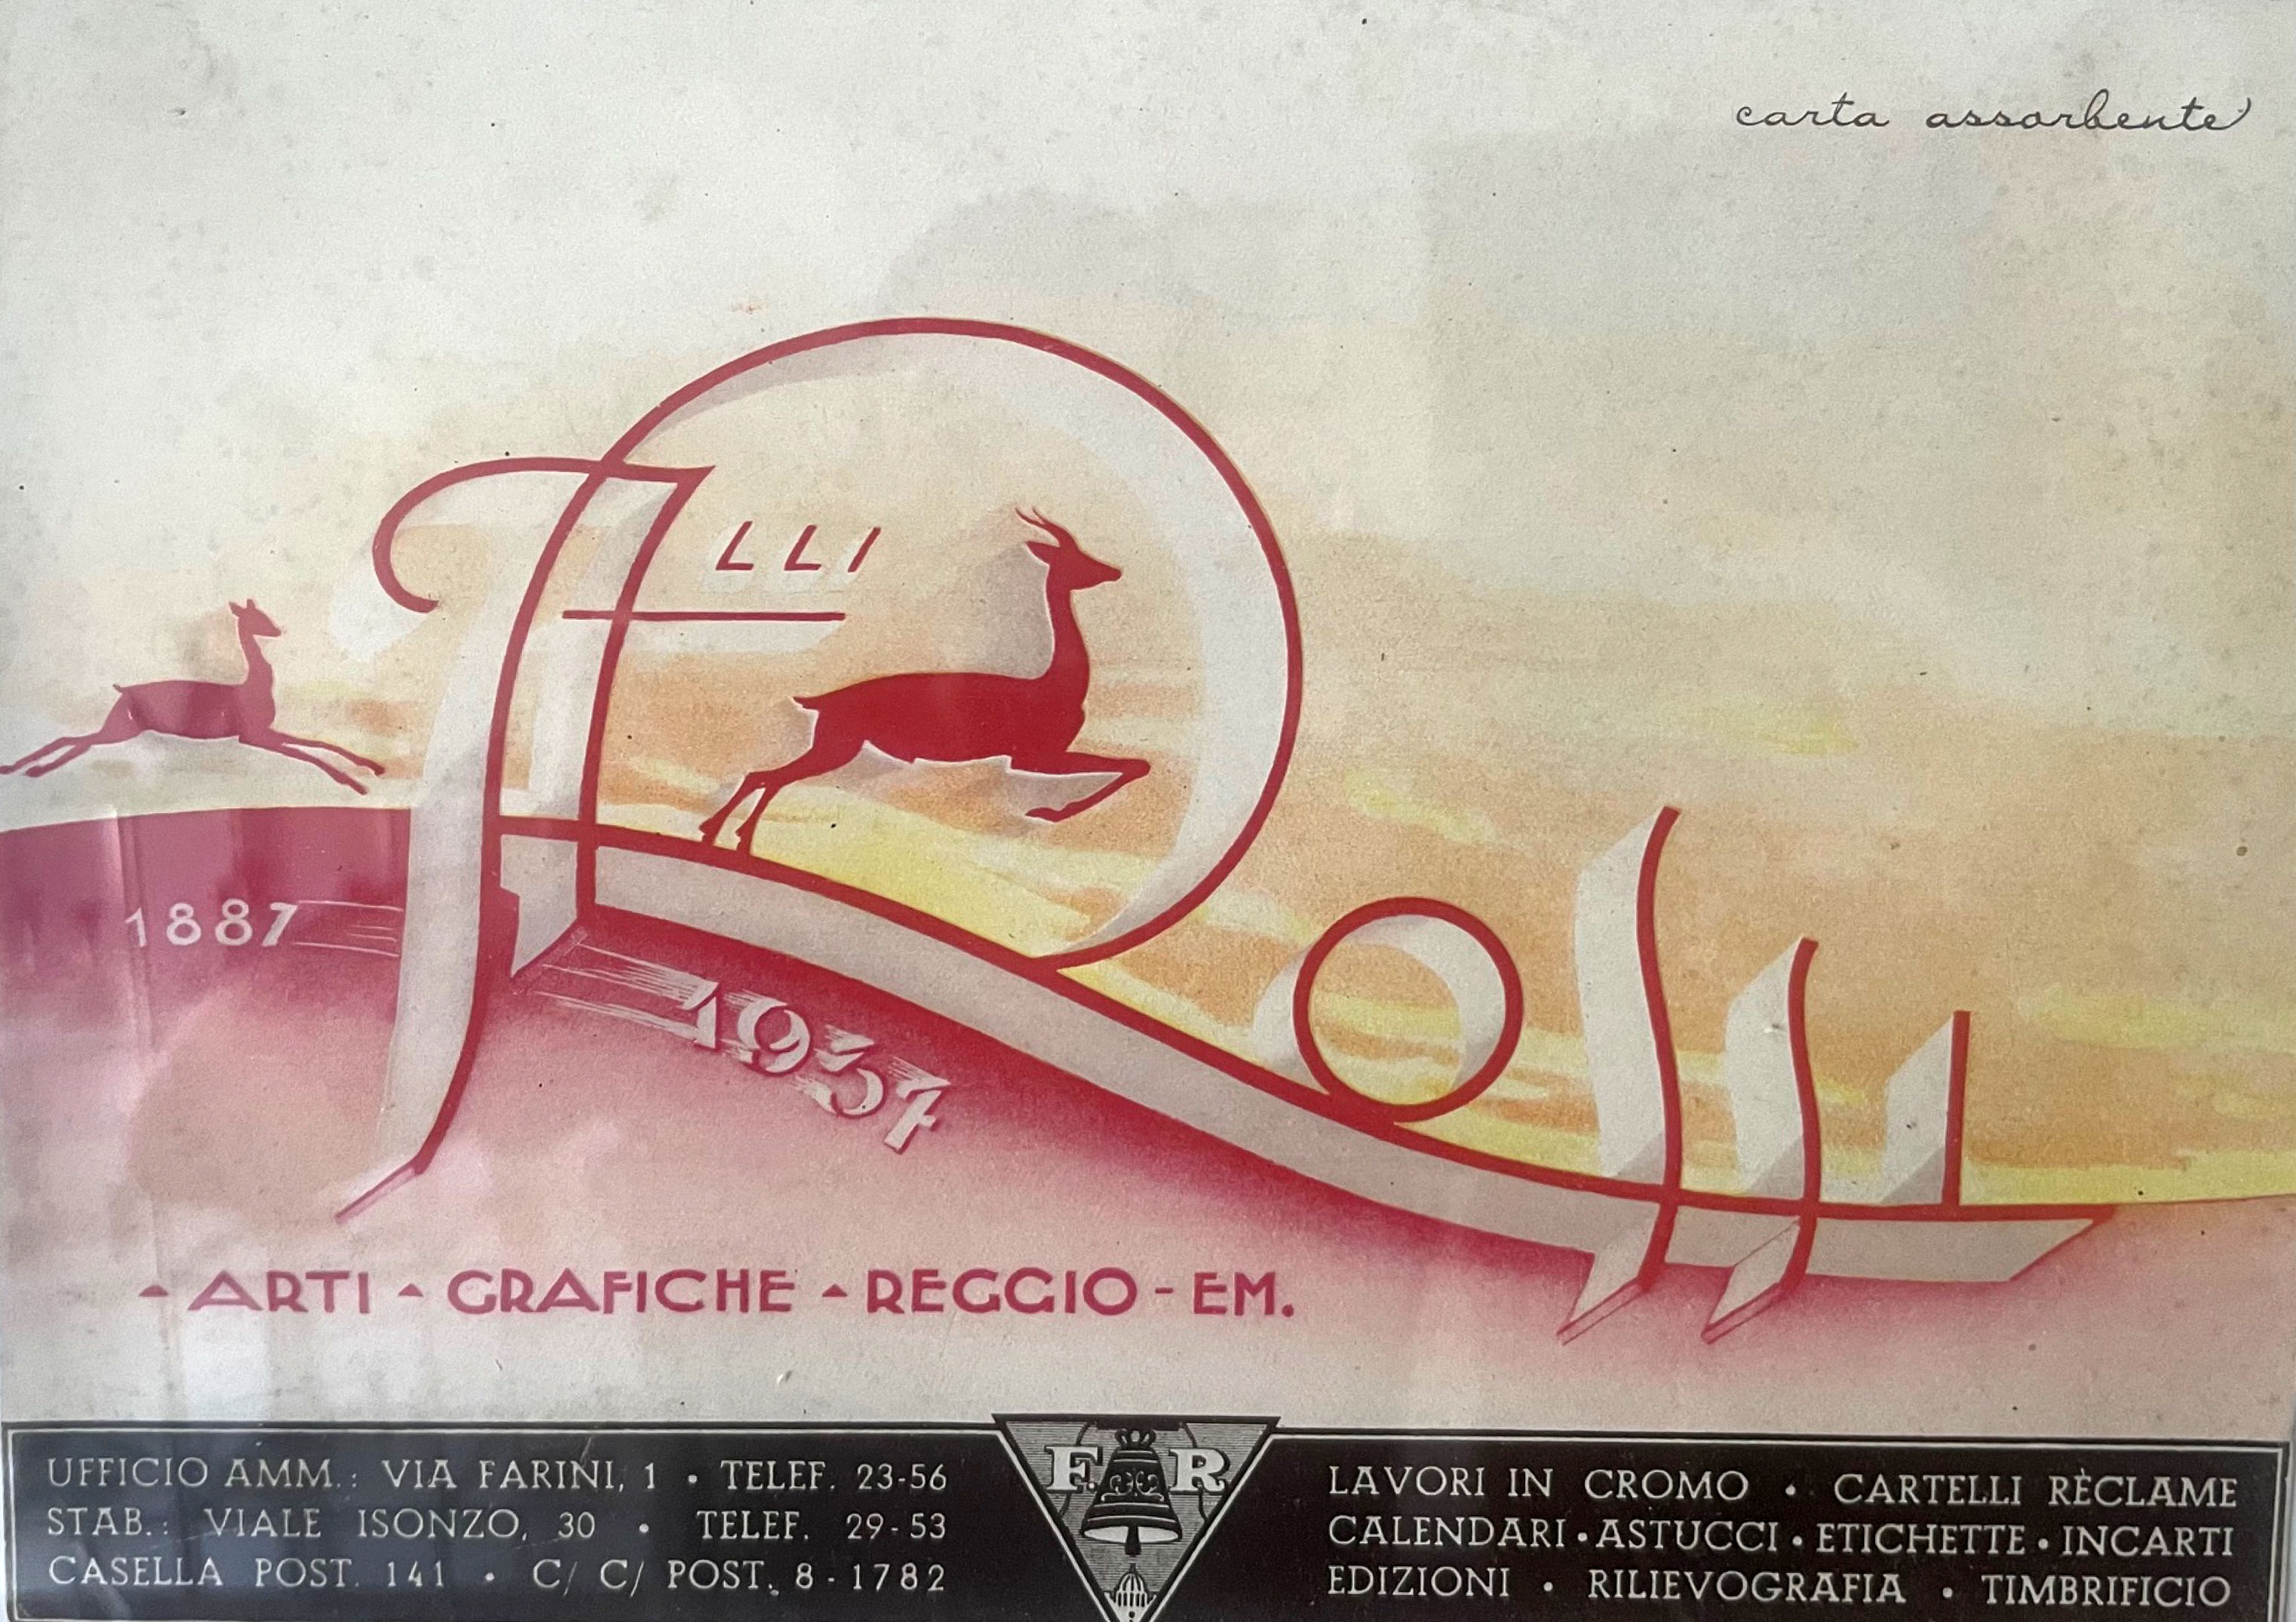 carta assorbente
F.LLI Rolli
1887
1937
- ARTI - GRAFICHE - REGGIO - EM.
F. R
UFFICIO AMM.: VIA FARINI, 1 • TELEF. 23-56
STAB.: VIALE ISONZO, 30 • TELEF. 29-53
CASELLA POST. 141 • C/ C/ POST. 8-1782
LAVORI IN CROMO • CARTELLI RÈCLAME
CALENDARI • ASTUCCI • ETICHETTE • INCARTI
EDIZIONI • RILIEVOGRAFIA • TIMBRIFICIO